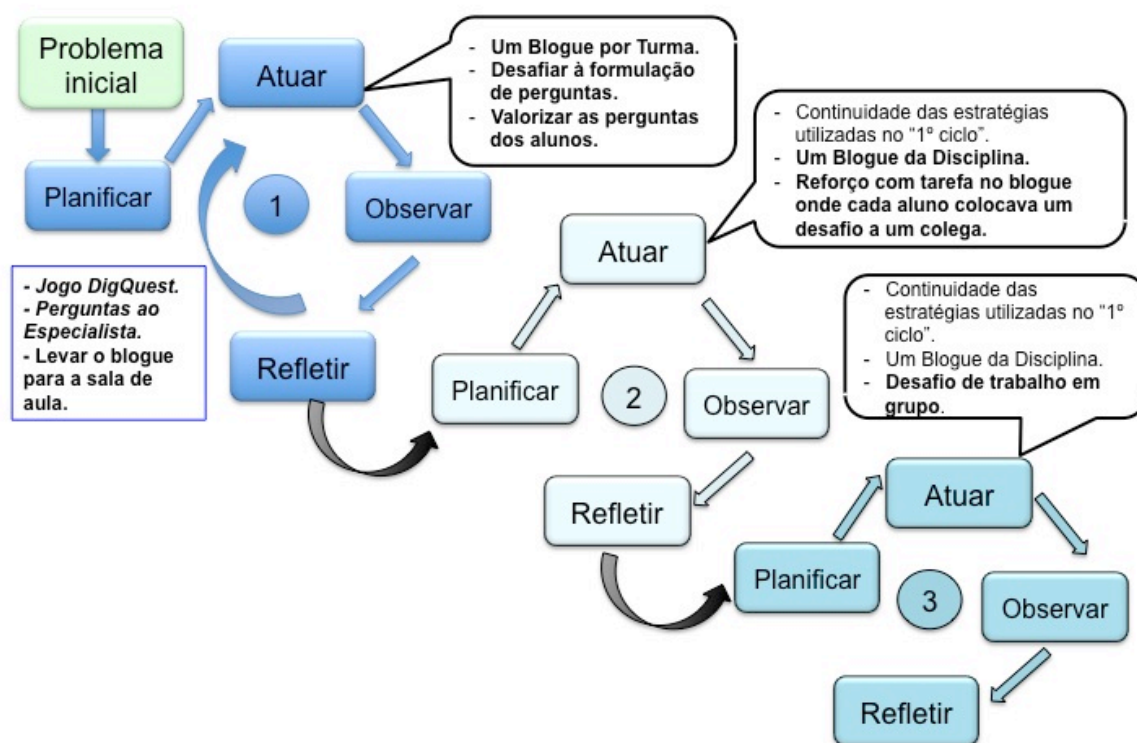 Problema
inicial
Atuar
Planificar
1
Observar
Refletir
- Um Blogue por Turma.
- Desafiar à formulação
de perguntas.
- Valorizar as perguntas
dos alunos.
- Jogo DigQuest.
- Perguntas ao
Especialista.
- Levar o blogue
para a sala de
aula.
- Continuidade das estratégias
utilizadas no “1º ciclo”.
- Um Blogue da Disciplina.
- Reforço com tarefa no blogue
onde cada aluno colocava um
desafio a um colega.
Atuar
Planificar
2
Observar
Refletir
- Continuidade das
estratégias utilizadas no “1º
ciclo”.
- Um Blogue da Disciplina.
- Desafio de trabalho em
grupo.
Atuar
Planificar
3
Observar
Refletir